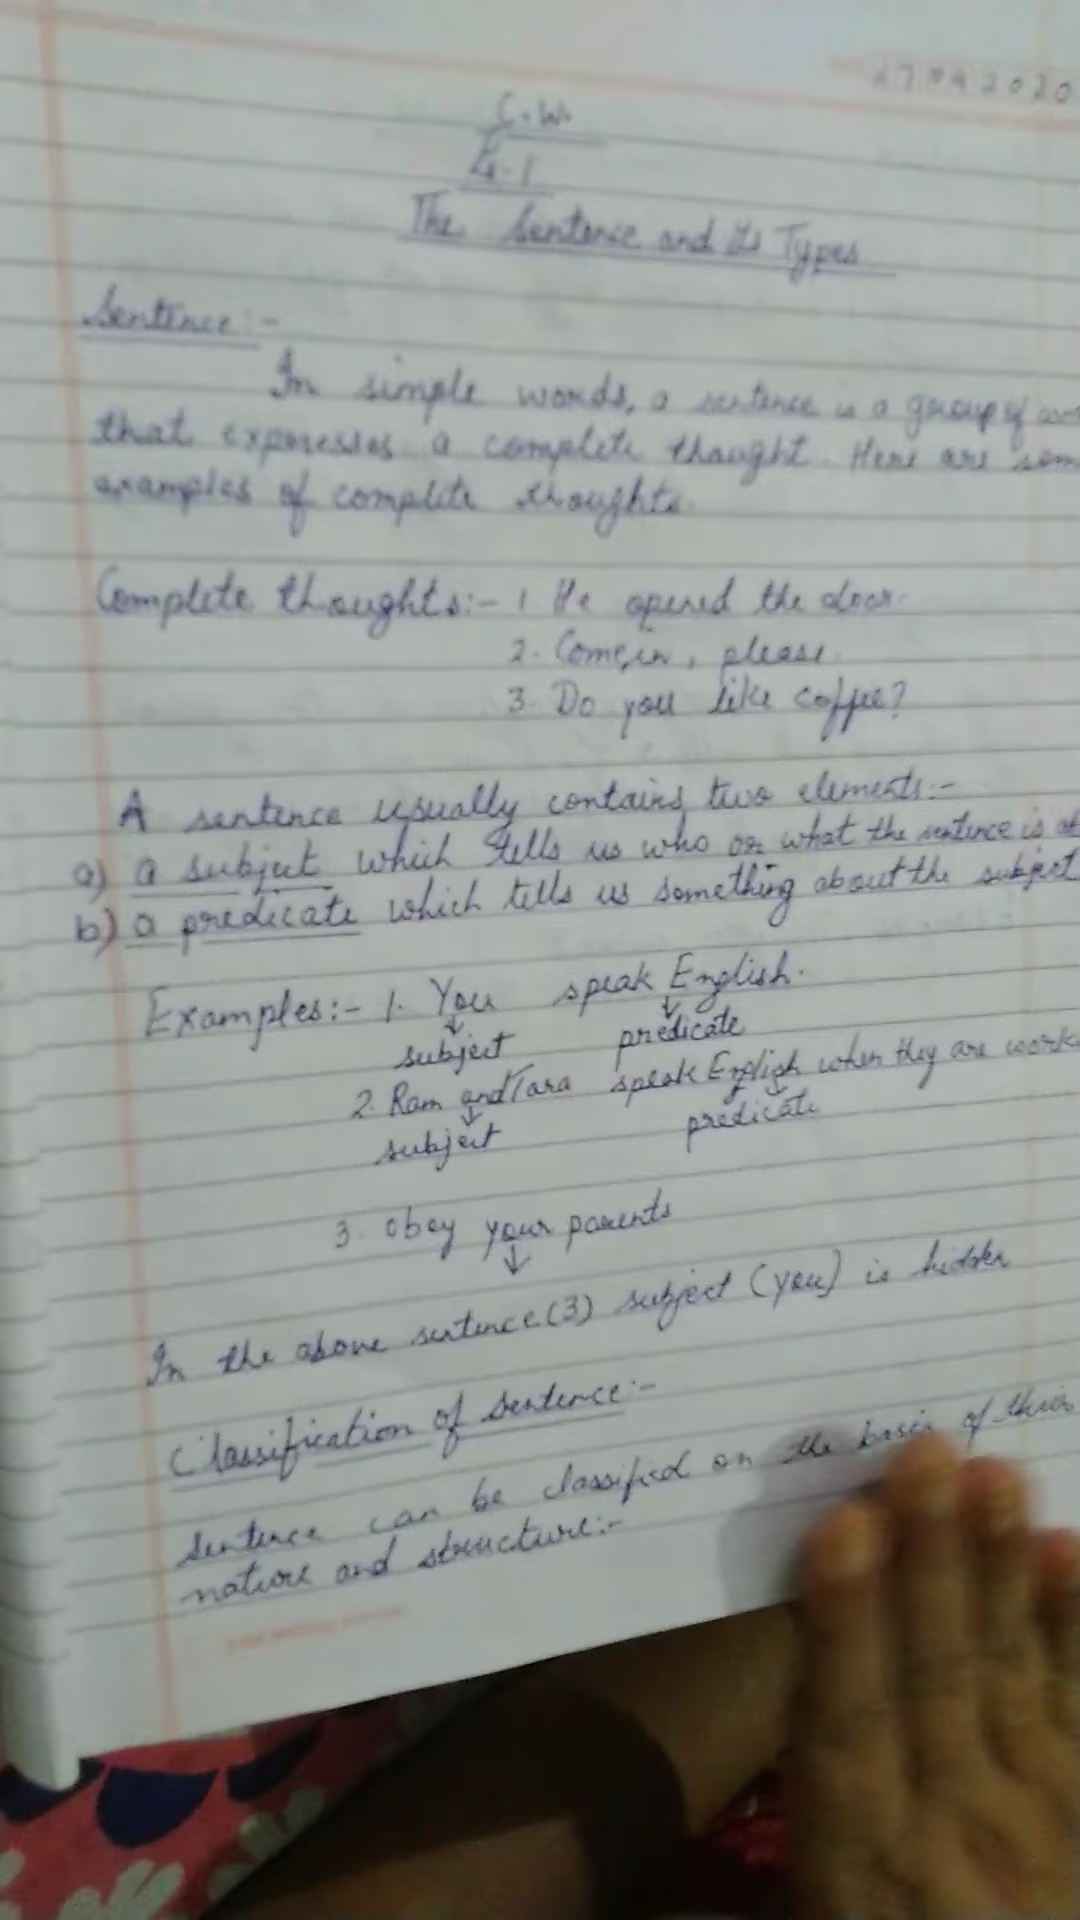 C.W.
The Sentence and Its Types
Sentence:-
In simple words, a sentence is a group of
that expresses a complete thought. Here are
examples of complete thoughts.
Complete thoughts:- 1 He opened the door.
2. Come,in, please.
3. Do you like coffee?
A sentence usually contains two elements:-
a) a subject which tells us who or what the sentence is
b) a predicate which tells us something about the subject
Examples:- 1. You speak English.
subject predicate
2. Ram and Tara speak English when they are
subject predicate
3. obey your parents
In the above sentence (3) subject (you) is hidden
Classification of sentence:-
Sentence can be classified on the basis of their
nature and structure:-